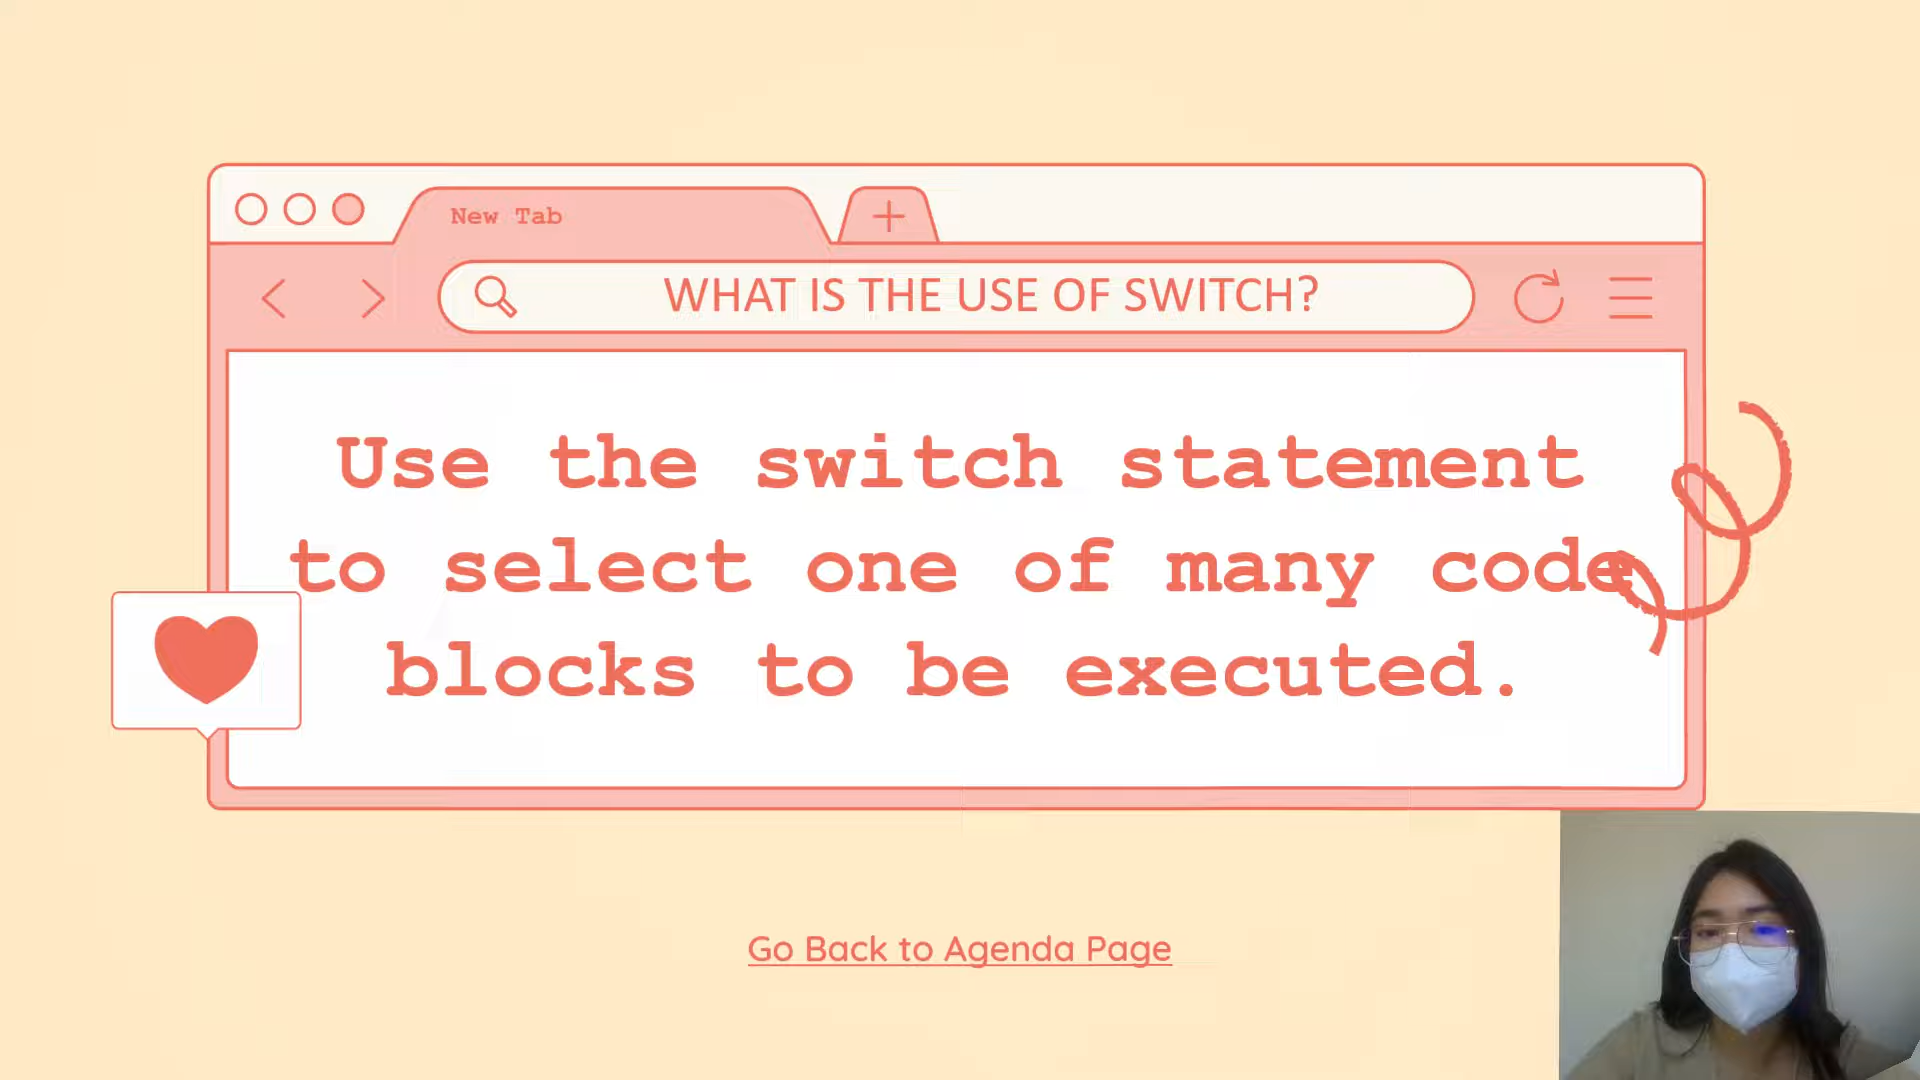 New Tab
WHAT IS THE USE OF SWITCH?
Use the switch statement
to select one of many code
blocks to be executed.
Go Back to Agenda Page